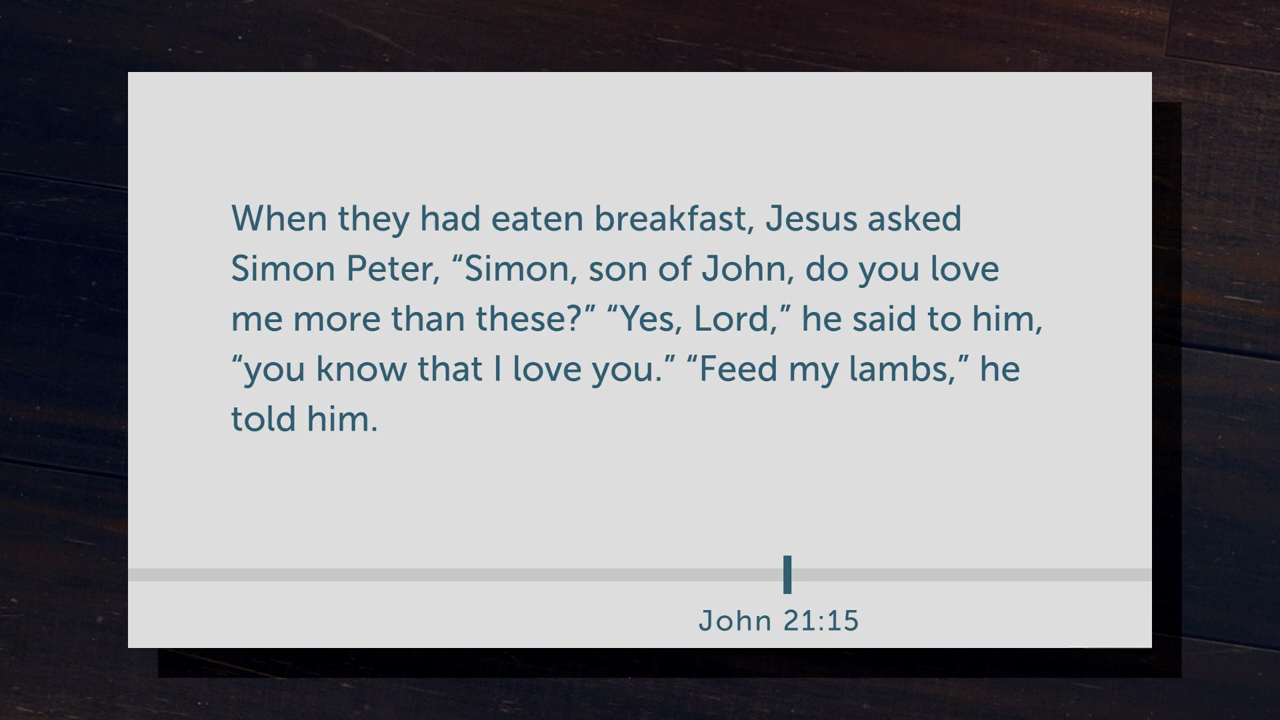 When they had eaten breakfast, Jesus asked
Simon Peter, “Simon, son of John, do you love
me more than these?” “Yes, Lord,” he said to him,
“you know that I love you.” “Feed my lambs,” he
told him.
John 21:15